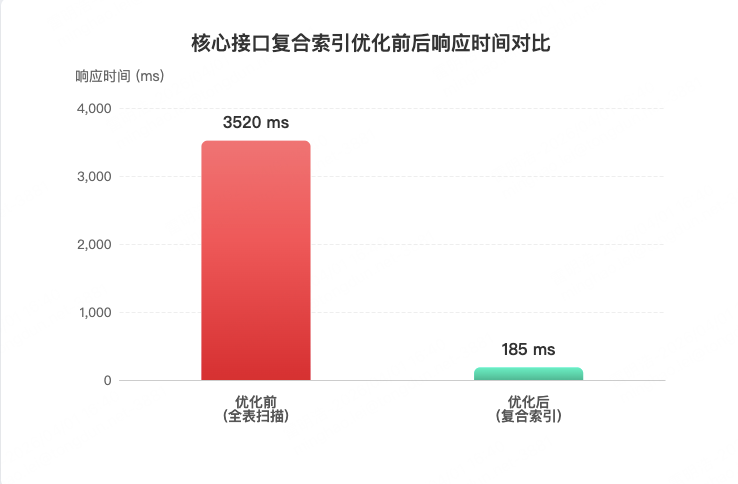 核心接口复合索引优化前后响应时间对比
响应时间 (ms)
4,000
3520 ms
3,000
2,000
1,000
185 ms
0
优化前
(全表扫描)
优化后
(复合索引)